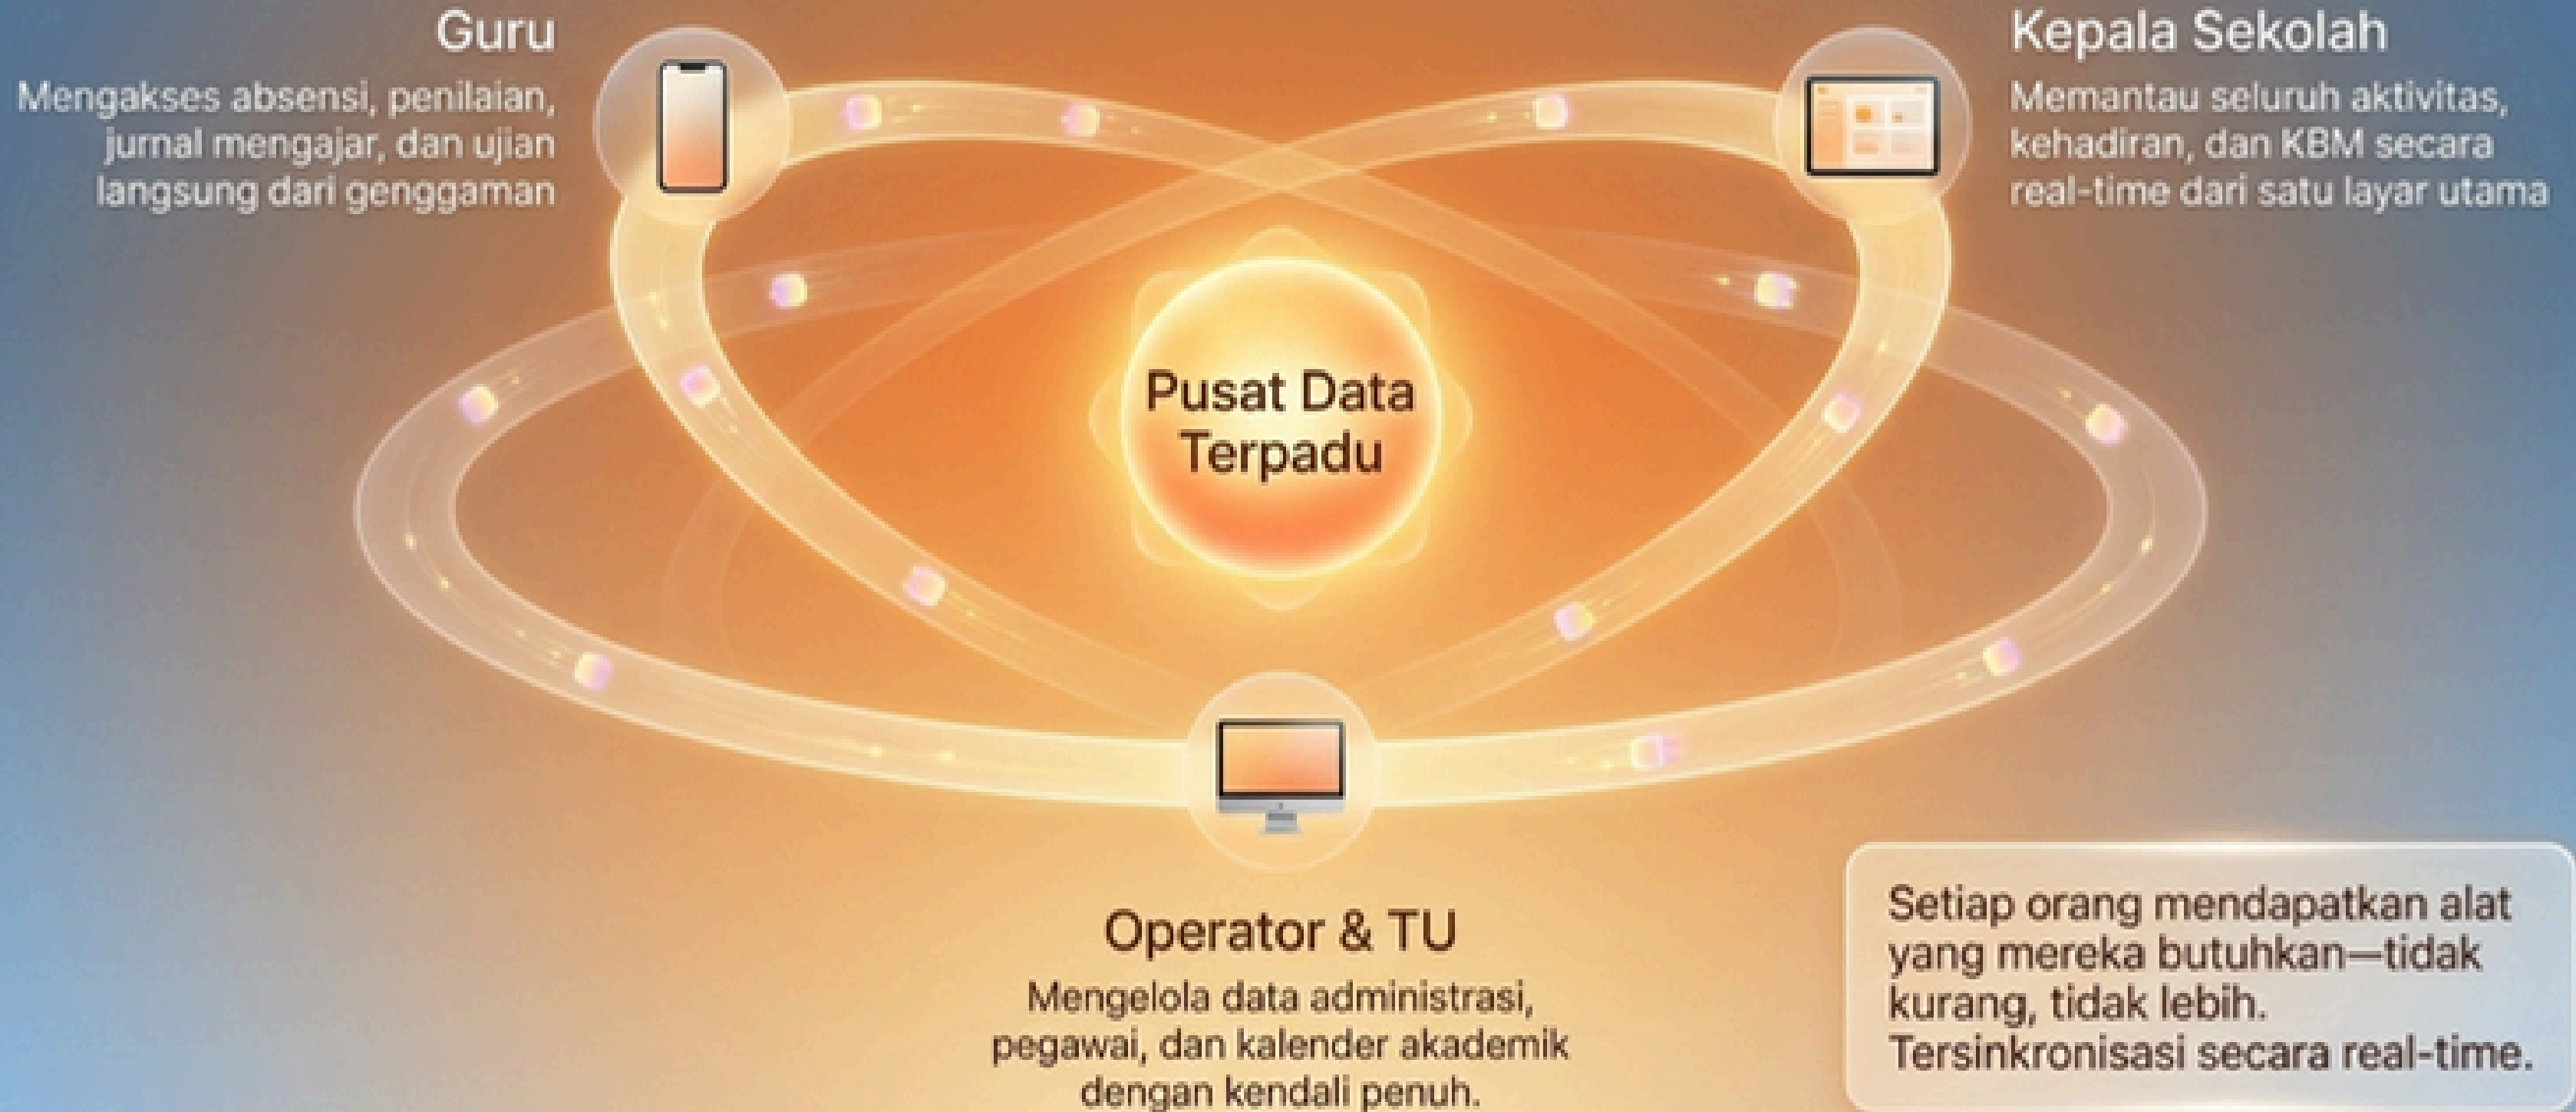 Guru
Mengakses absensi, penilaian,
jurnal mengajar, dan ujian
langsung dari genggaman
Kepala Sekolah
Memantau seluruh aktivitas,
kehadiran, dan KBM secara
real-time dari satu layar utama
Pusat Data
Terpadu
Operator & TU
Mengelola data administrasi,
pegawai, dan kalender akademik
dengan kendali penuh.
Setiap orang mendapatkan alat
yang mereka butuhkan—tidak
kurang, tidak lebih.
Tersinkronisasi secara real-time.